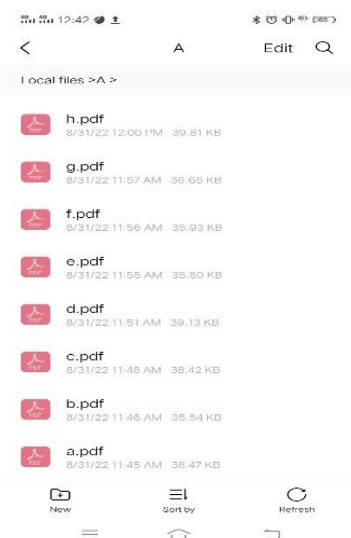 12:42
A
Edit
Local files >A >
h.pdf
8/31/22 12:00 PM 39.81 KB
g.pdf
8/31/22 11:57 AM 36.65 KB
f.pdf
8/31/22 11:56 AM 35.93 KB
e.pdf
8/31/22 11:55 AM 35.80 KB
d.pdf
8/31/22 11:51 AM 39.13 KB
c.pdf
8/31/22 11:48 AM 38.42 KB
b.pdf
8/31/22 11:46 AM 35.54 KB
a.pdf
8/31/22 11:45 AM 38.47 KB
New
Sort by
Refresh